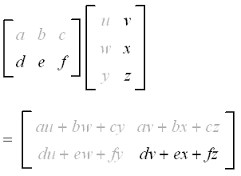 a b c u v
d e f w x
y z
= au + bw + cy av + bx + cz
du + ew + fy dv + ex + fz